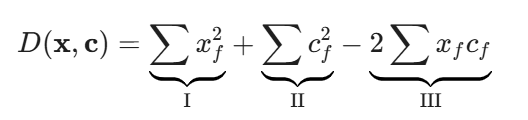 D(x, c) = ∑ x_f^2 + ∑ c_f^2 − 2 ∑ x_f c_f
I II III